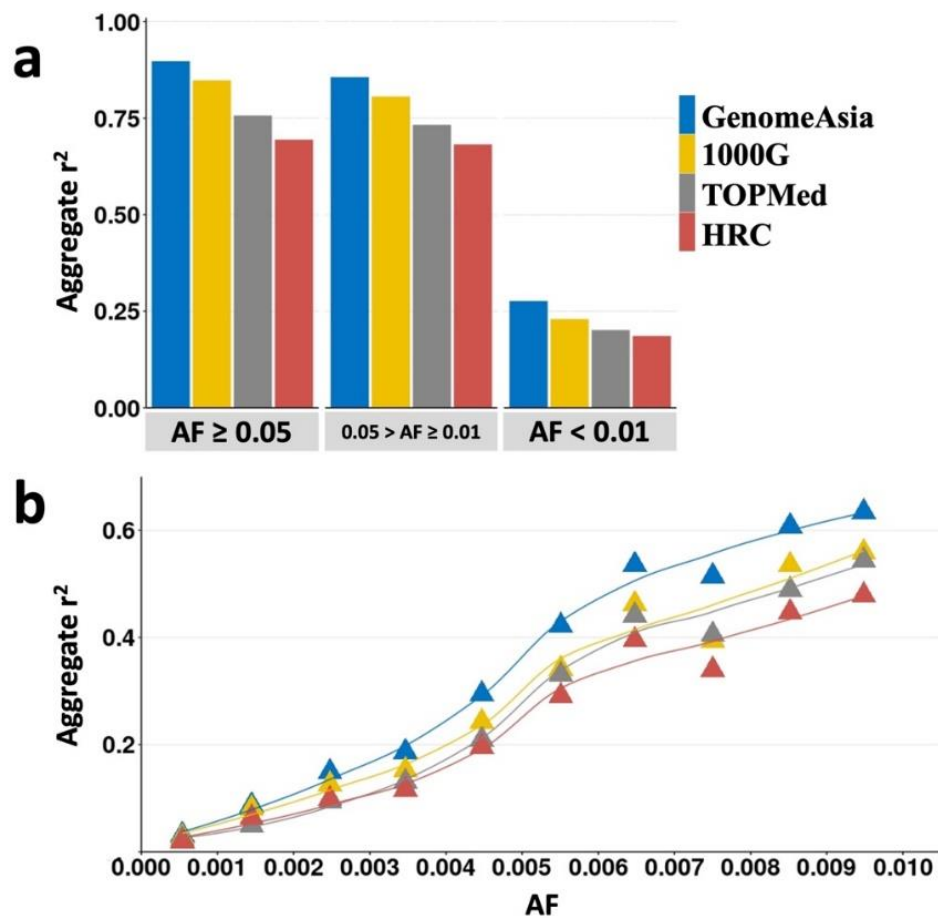 a
1.00
0.75
0.50
0.25
0.00
Aggregate r²
AF ≥ 0.05
0.05 > AF ≥ 0.01
AF < 0.01
GenomeAsia
1000G
TOPMed
HRC
b
0.6
0.4
0.2
Aggregate r²
0.000 0.001 0.002 0.003 0.004 0.005 0.006 0.007 0.008 0.009 0.010
AF